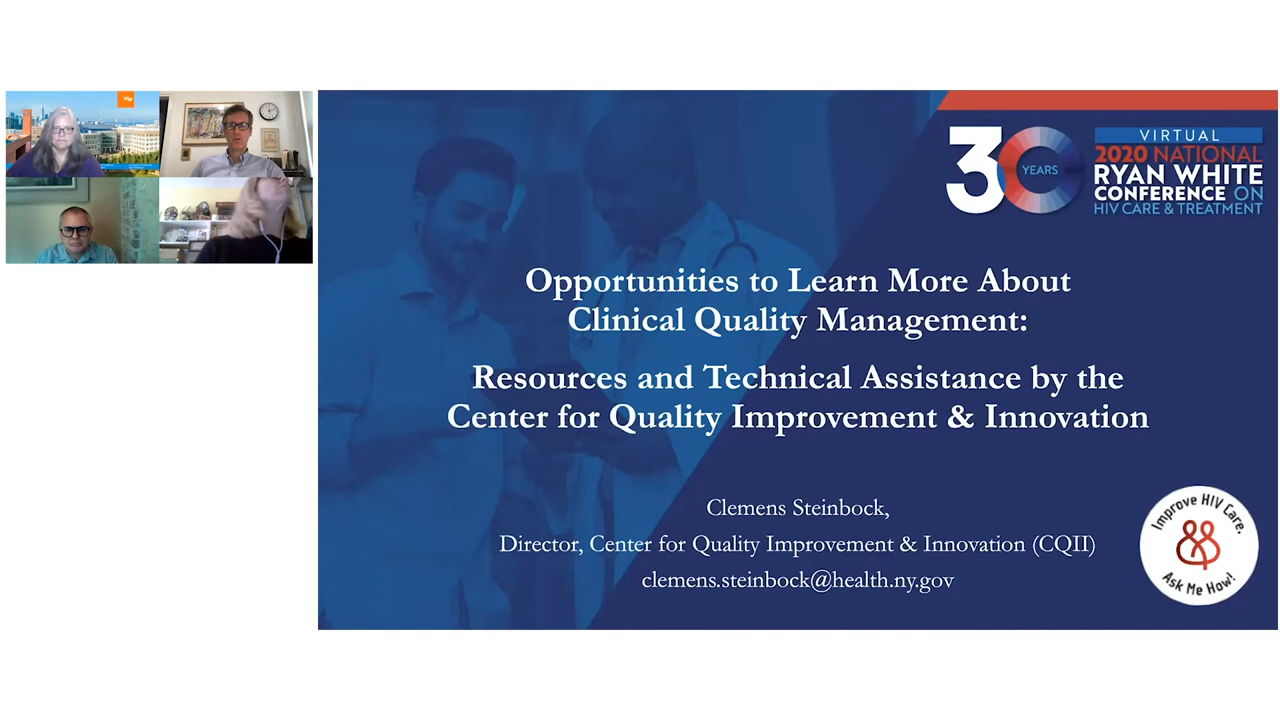 30
YEARS
VIRTUAL
2020 NATIONAL
RYAN WHITE
CONFERENCE ON
HIV CARE & TREATMENT
Opportunities to Learn More About
Clinical Quality Management:
Resources and Technical Assistance by the
Center for Quality Improvement & Innovation
Clemens Steinbock,
Director, Center for Quality Improvement & Innovation (CQII)
clemens.steinbock@health.ny.gov
Improve HIV Care.
Ask Me How!